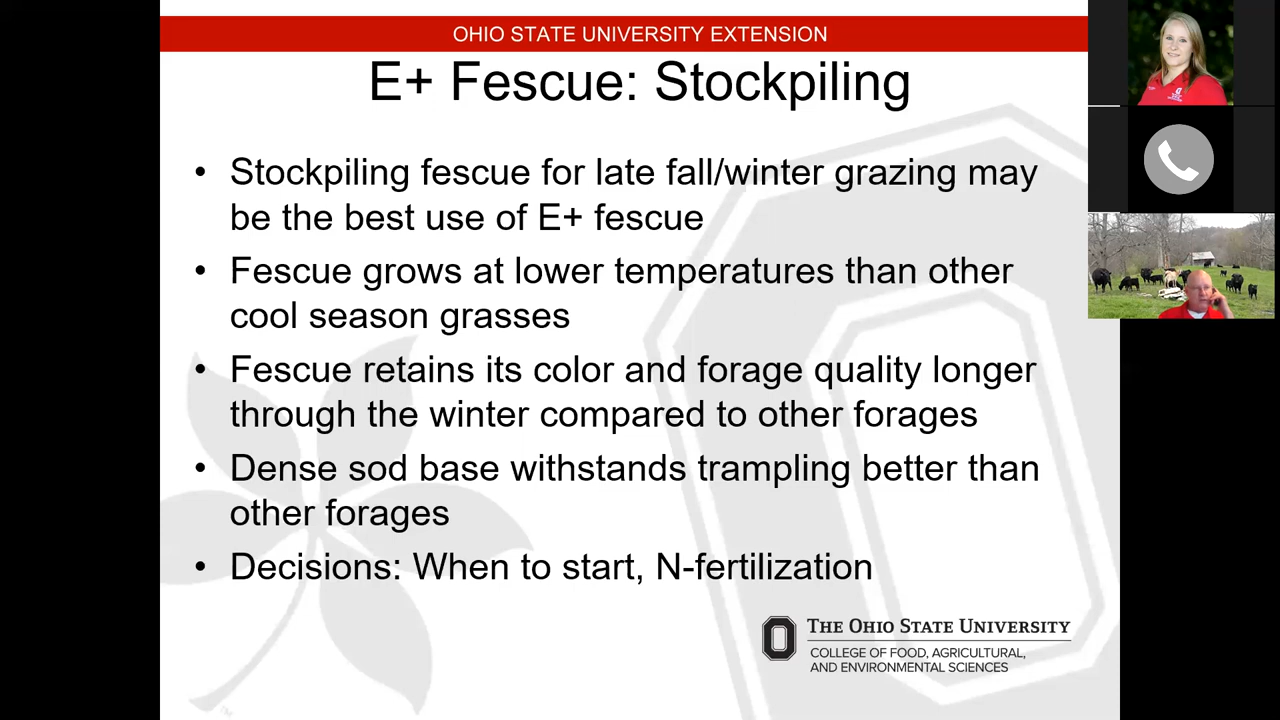 OHIO STATE UNIVERSITY EXTENSION
E+ Fescue: Stockpiling
• Stockpiling fescue for late fall/winter grazing may
be the best use of E+ fescue
• Fescue grows at lower temperatures than other
cool season grasses
• Fescue retains its color and forage quality longer
through the winter compared to other forages
• Dense sod base withstands trampling better than
other forages
• Decisions: When to start, N-fertilization
THE OHIO STATE UNIVERSITY
COLLEGE OF FOOD, AGRICULTURAL,
AND ENVIRONMENTAL SCIENCES